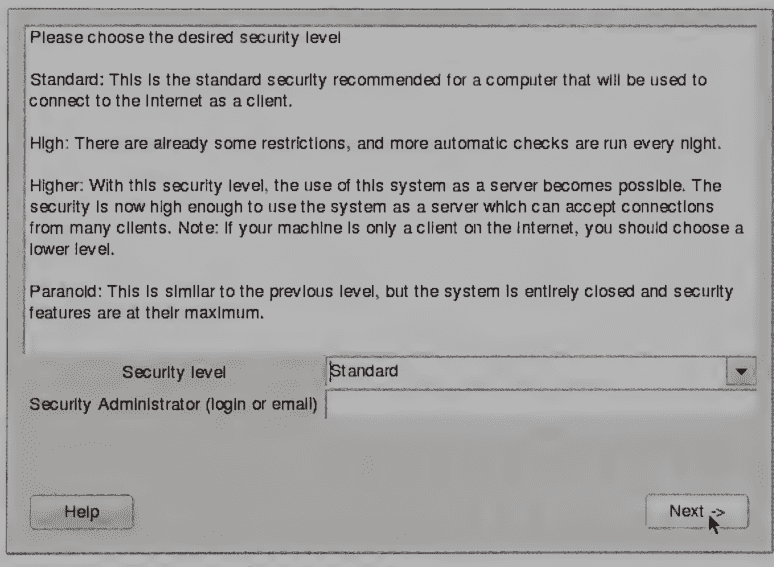 Please choose the desired security level
Standard: This is the standard security recommended for a computer that will be used to
connect to the Internet as a client.
High: There are already some restrictions, and more automatic checks are run every night.
Higher: With this security level, the use of this system as a server becomes possible. The
security is now high enough to use the system as a server which can accept connections
from many clients. Note: if your machine is only a client on the Internet, you should choose a
lower level.
Paranoid: This is similar to the previous level, but the system is entirely closed and security
features are at their maximum.
Security level Standard
Security Administrator (login or email)
Help Next ->